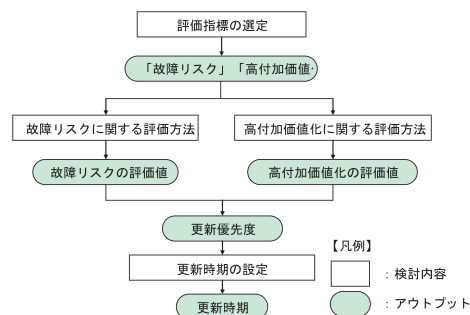 評価指標の選定
「故障リスク」「高付加価値
故障リスクに関する評価方法
高付加価値化に関する評価方法
故障リスクの評価値
高付加価値化の評価値
更新優先度
【凡例】
更新時期の設定
：検討内容
更新時期
：アウトプット